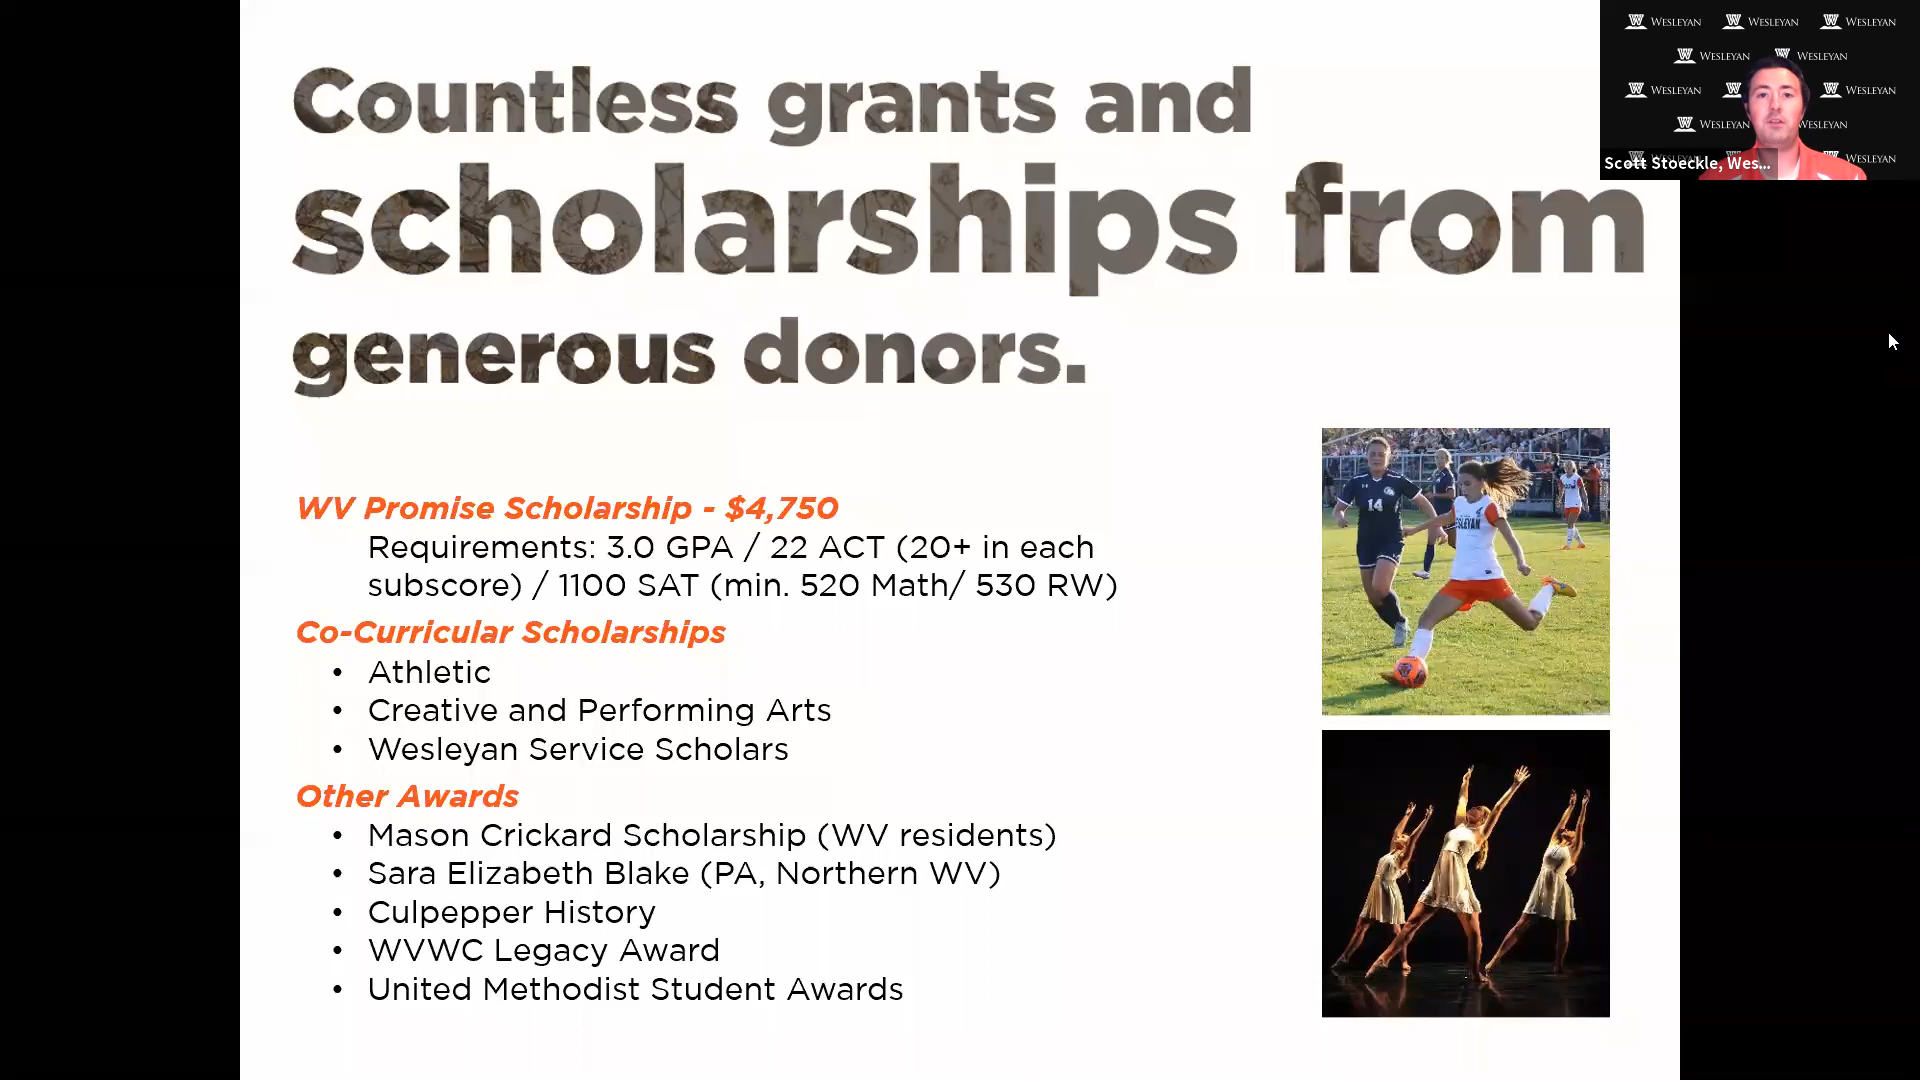 Countless grants and
scholarships from
generous donors.
WV Promise Scholarship - $4,750
Requirements: 3.0 GPA / 22 ACT (20+ in each
subscore) / 1100 SAT (min. 520 Math/ 530 RW)
Co-Curricular Scholarships
• Athletic
• Creative and Performing Arts
• Wesleyan Service Scholars
Other Awards
• Mason Crickard Scholarship (WV residents)
• Sara Elizabeth Blake (PA, Northern WV)
• Culpepper History
• WVWC Legacy Award
• United Methodist Student Awards
WESLEYAN WESLEYAN WESLEYAN
WESLEYAN WESLEYAN
WESLEYAN WESLEYAN
WESLEYAN WESLEYAN
WESLEYAN
Scott Stoeckle, Wes...
14